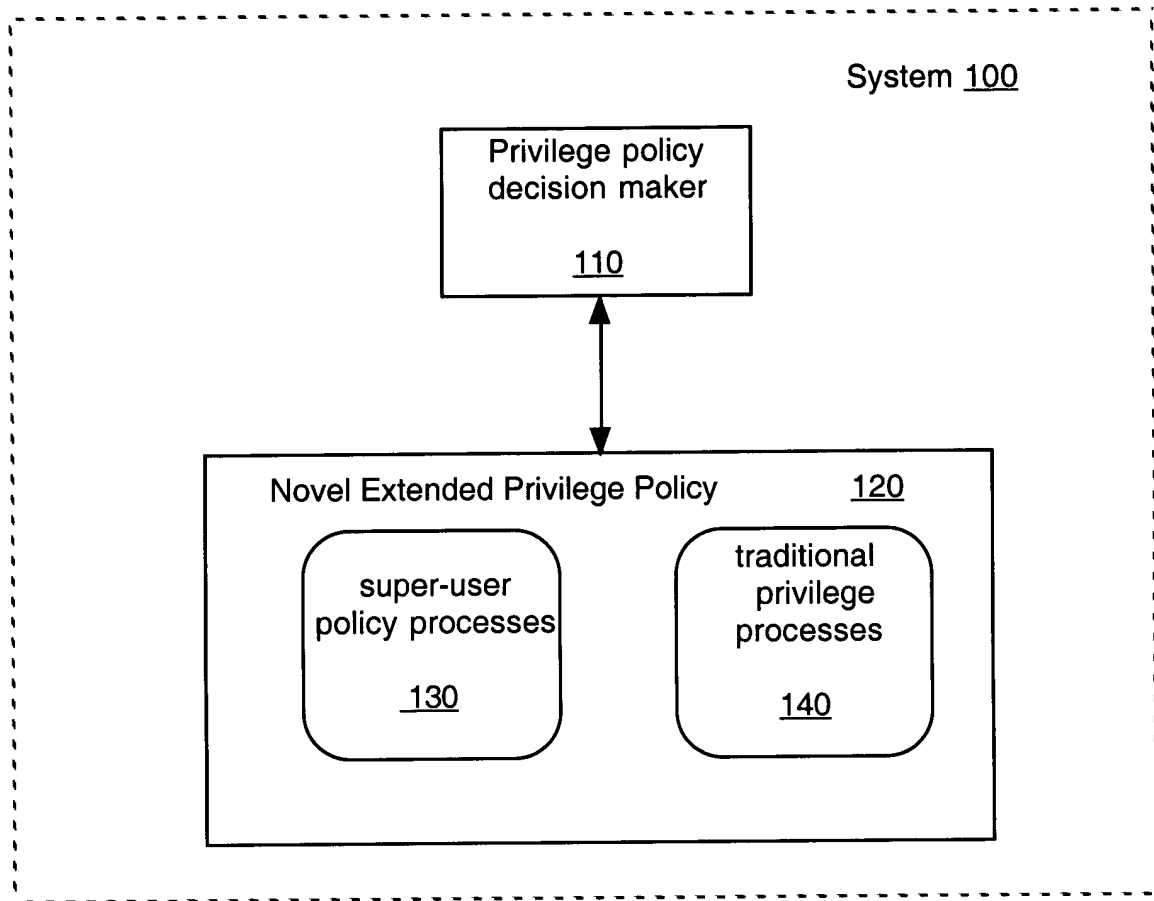 System 100
Privilege policy
decision maker
110
Novel Extended Privilege Policy 120
super-user
policy processes
130
traditional
privilege
processes
140